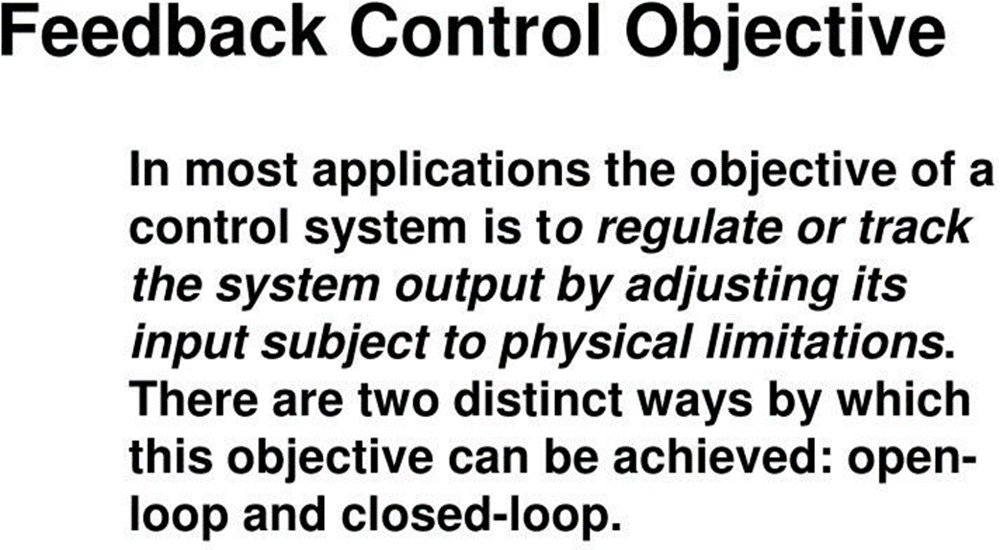 Feedback Control Objective
In most applications the objective of a
control system is to regulate or track
the system output by adjusting its
input subject to physical limitations.
There are two distinct ways by which
this objective can be achieved: open-
loop and closed-loop.